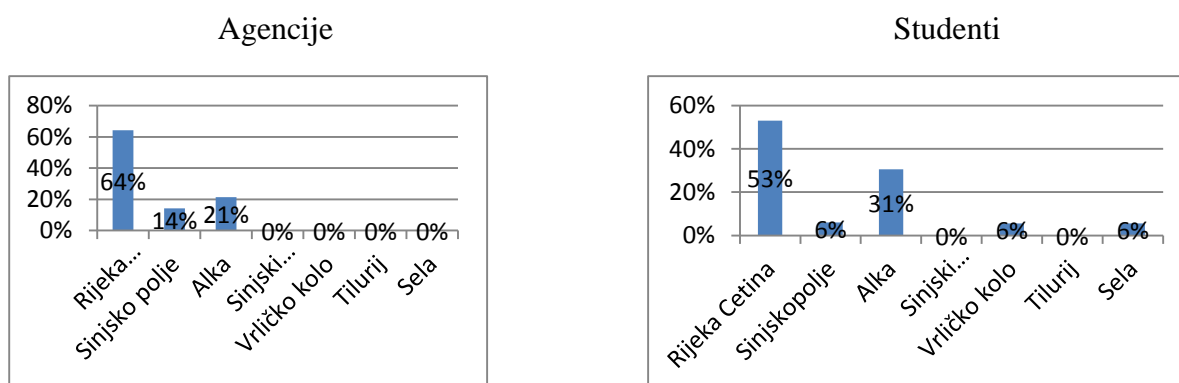 Agencije
80%
60%
40%
20%
0%
64%
14%
21%
0%
0%
0%
0%
Rijeka...
Sinjsko polje
Alka
Sinjski...
Vrličko kolo
Tilurij
Sela
Studenti
60%
40%
20%
0%
53%
6%
31%
0%
6%
0%
6%
Rijeka Cetina
Sinjskopolje
Alka
Sinjski...
Vrličko kolo
Tilurij
Sela